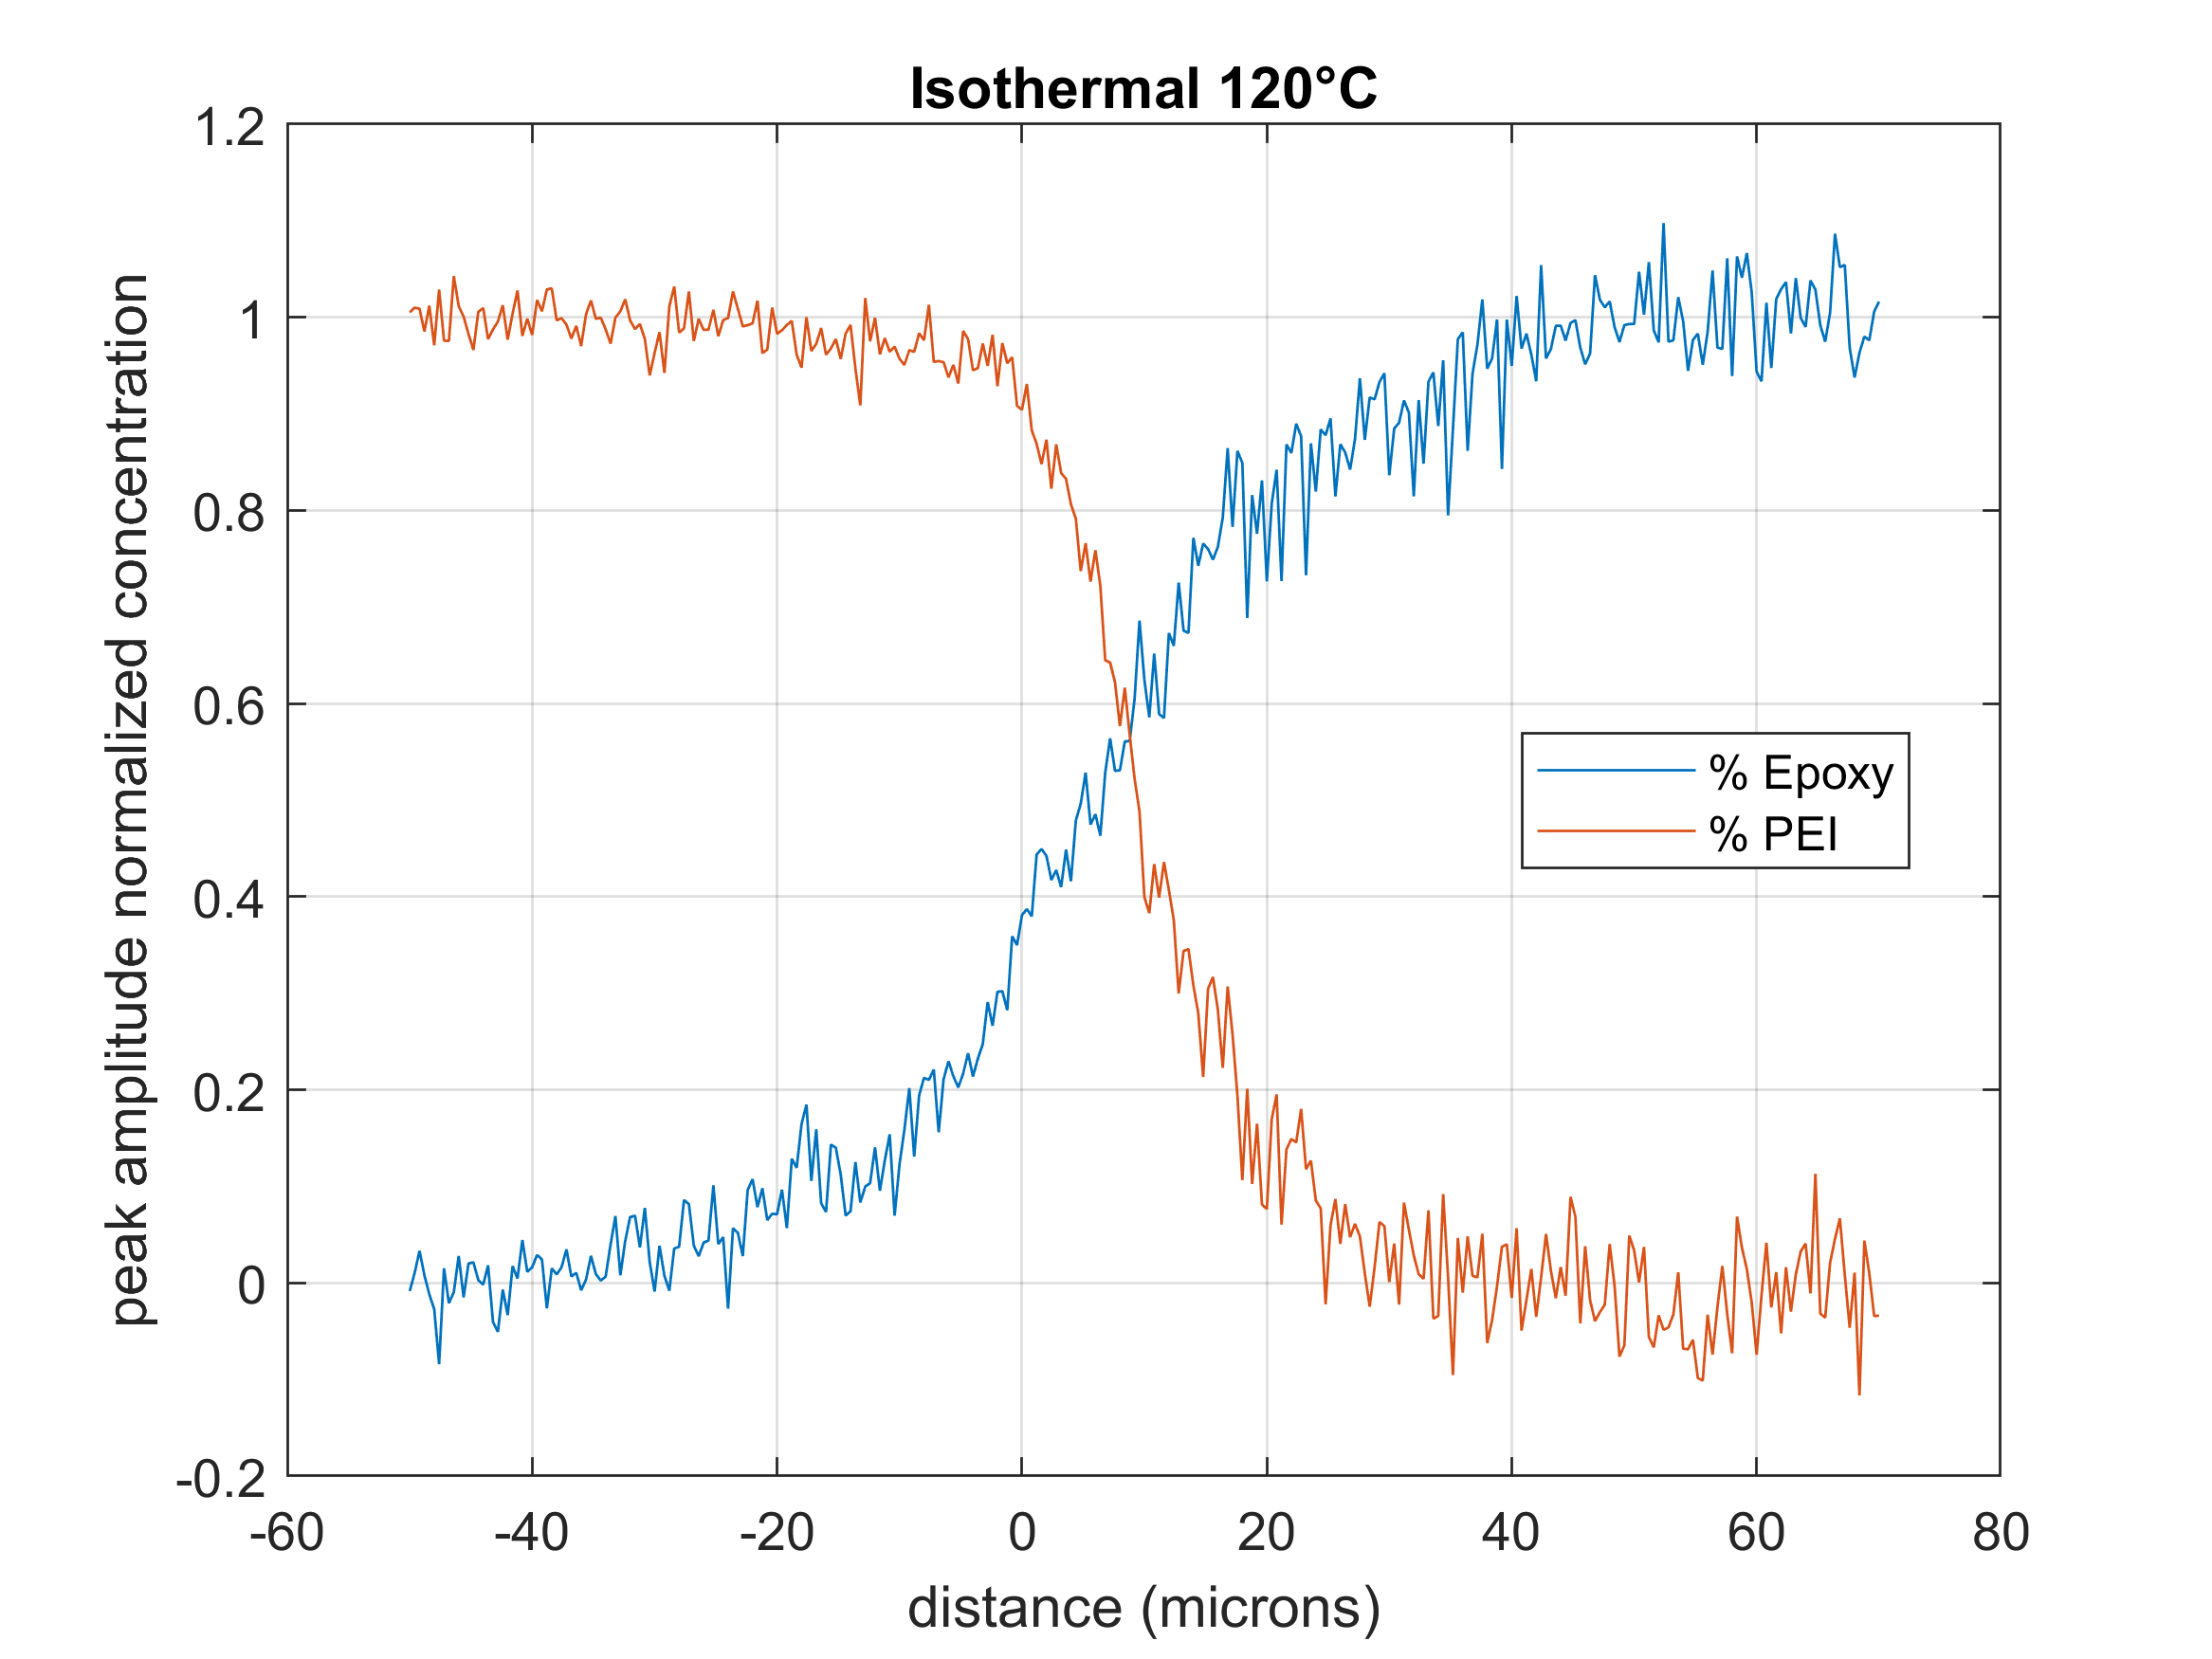 Isothermal 120°C
peak amplitude normalized concentration
1.2
1
0.8
0.6
0.4
0.2
0
-0.2
% Epoxy
% PEI
-60 -40 -20 0 20 40 60 80
distance (microns)